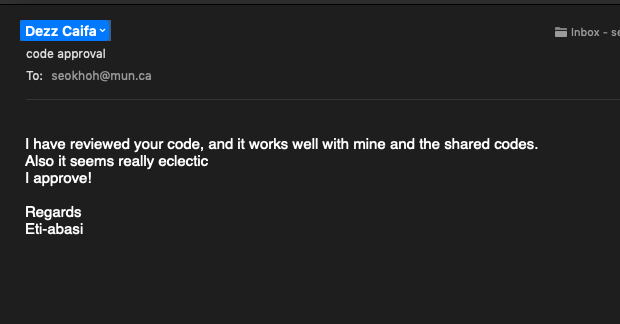 Dezz Caifa
Inbox - se
code approval
To: seokhoh@mun.ca
I have reviewed your code, and it works well with mine and the shared codes.
Also it seems really eclectic
I approve!
Regards
Eti-abasi